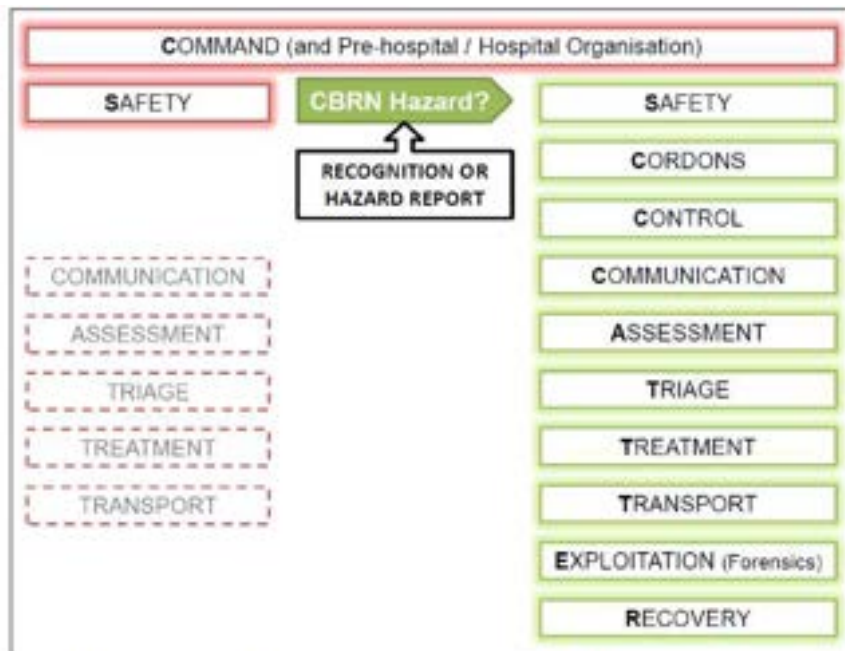 COMMAND (and Pre-hospital / Hospital Organisation)
SAFETY
CBRN Hazard?
RECOGNITION OR
HAZARD REPORT
COMMUNICATION
ASSESSMENT
TRIAGE
TREATMENT
TRANSPORT
SAFETY
CORDONS
CONTROL
COMMUNICATION
ASSESSMENT
TRIAGE
TREATMENT
TRANSPORT
EXPLOITATION (Forensics)
RECOVERY